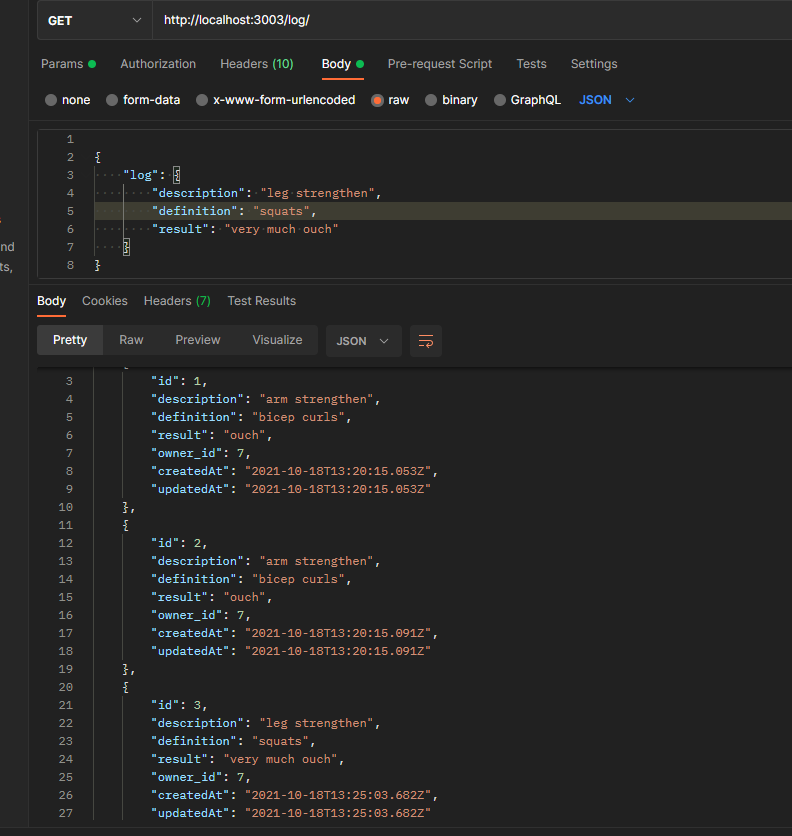 GET http://localhost:3003/log/
Params Authorization Headers (10) Body Pre-request Script Tests Settings
none form-data x-www-form-urlencoded raw binary GraphQL JSON
1
2 {
3 "log": {
4 "description": "leg strengthen",
5 "definition": "squats",
6 "result": "very much ouch"
7 }
8 }
nd
ts,
Body Cookies Headers (7) Test Results
Pretty Raw Preview Visualize JSON
{
3 "id": 1,
4 "description": "arm strengthen",
5 "definition": "bicep curls",
6 "result": "ouch",
7 "owner_id": 7,
8 "createdAt": "2021-10-18T13:20:15.053Z",
9 "updatedAt": "2021-10-18T13:20:15.053Z"
10 },
11 {
12 "id": 2,
13 "description": "arm strengthen",
14 "definition": "bicep curls",
15 "result": "ouch",
16 "owner_id": 7,
17 "createdAt": "2021-10-18T13:20:15.091Z",
18 "updatedAt": "2021-10-18T13:20:15.091Z"
19 },
20 {
21 "id": 3,
22 "description": "leg strengthen",
23 "definition": "squats",
24 "result": "very much ouch",
25 "owner_id": 7,
26 "createdAt": "2021-10-18T13:25:03.682Z",
27 "updatedAt": "2021-10-18T13:25:03.682Z"